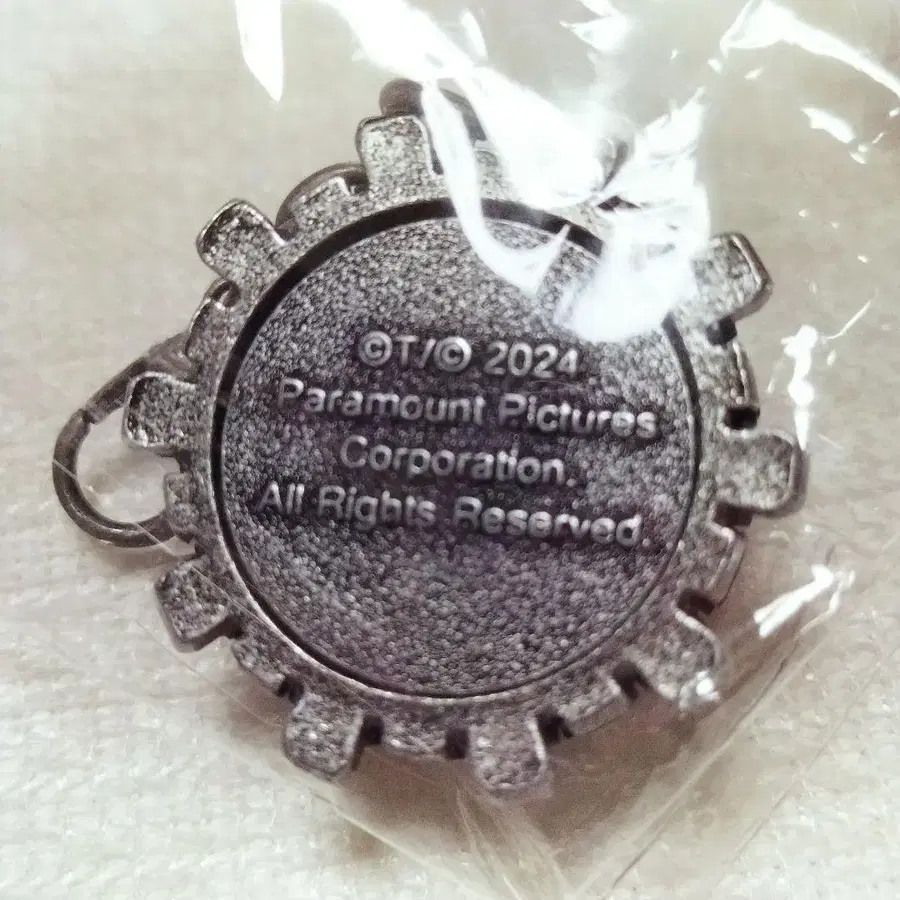 ©T/© 2024
Paramount Pictures
Corporation.
All Rights Reserved.